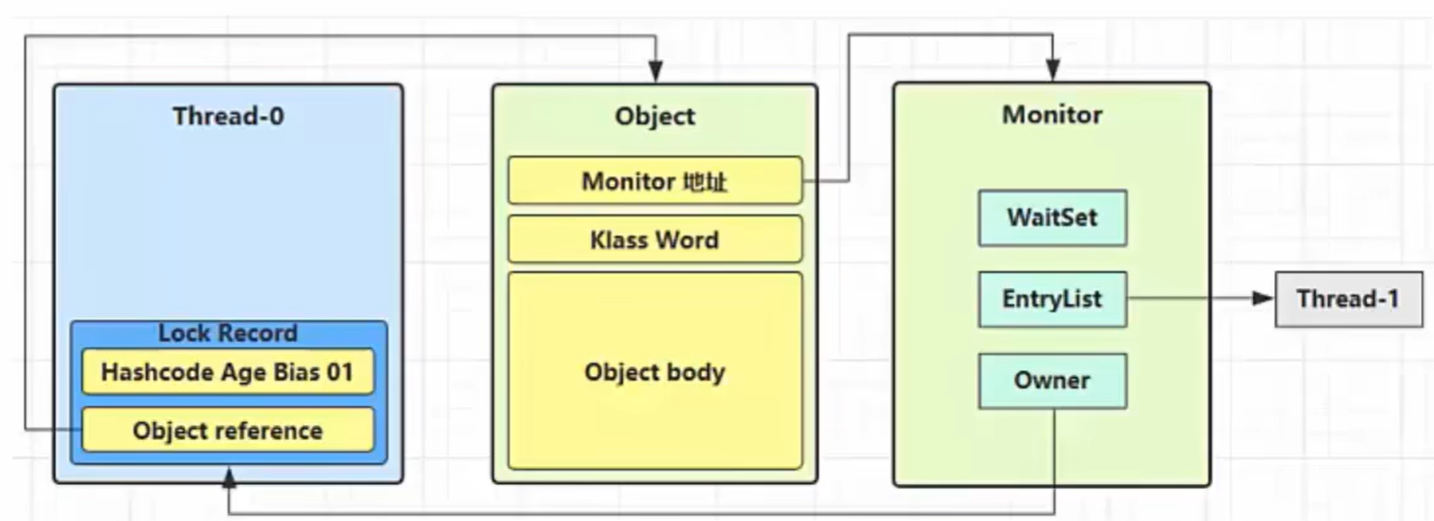 Thread-0
Lock Record
Hashcode Age Bias 01
Object reference
Object
Monitor 地址
Klass Word
Object body
Monitor
WaitSet
EntryList
Owner
Thread-1